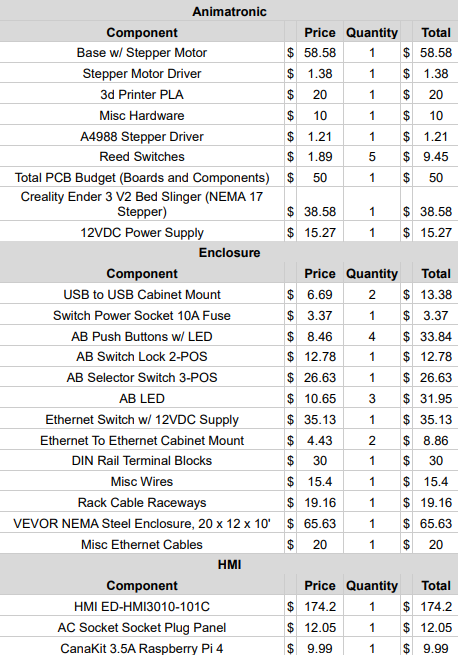 Animatronic
Component Price Quantity Total
Base w/ Stepper Motor $ 58.58 1 $ 58.58
Stepper Motor Driver $ 1.38 1 $ 1.38
3d Printer PLA $ 20 1 $ 20
Misc Hardware $ 10 1 $ 10
A4988 Stepper Driver $ 1.21 1 $ 1.21
Reed Switches $ 1.89 5 $ 9.45
Total PCB Budget (Boards and Components) $ 50 1 $ 50
Creality Ender 3 V2 Bed Slinger (NEMA 17
Stepper) $ 38.58 1 $ 38.58
12VDC Power Supply $ 15.27 1 $ 15.27
Enclosure
Component Price Quantity Total
USB to USB Cabinet Mount $ 6.69 2 $ 13.38
Switch Power Socket 10A Fuse $ 3.37 1 $ 3.37
AB Push Buttons w/ LED $ 8.46 4 $ 33.84
AB Switch Lock 2-POS $ 12.78 1 $ 12.78
AB Selector Switch 3-POS $ 26.63 1 $ 26.63
AB LED $ 10.65 3 $ 31.95
Ethernet Switch w/ 12VDC Supply $ 35.13 1 $ 35.13
Ethernet To Ethernet Cabinet Mount $ 4.43 2 $ 8.86
DIN Rail Terminal Blocks $ 30 1 $ 30
Misc Wires $ 15.4 1 $ 15.4
Rack Cable Raceways $ 19.16 1 $ 19.16
VEVOR NEMA Steel Enclosure, 20 x 12 x 10' $ 65.63 1 $ 65.63
Misc Ethernet Cables $ 20 1 $ 20
HMI
Component Price Quantity Total
HMI ED-HMI3010-101C $ 174.2 1 $ 174.2
AC Socket Socket Plug Panel $ 12.05 1 $ 12.05
CanaKit 3.5A Raspberry Pi 4 $ 9.99 1 $ 9.99